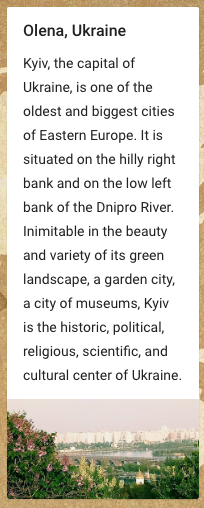 Olena, Ukraine
Kyiv, the capital of
Ukraine, is one of the
oldest and biggest cities
of Eastern Europe. It is
situated on the hilly right
bank and on the low left
bank of the Dnipro River.
Inimitable in the beauty
and variety of its green
landscape, a garden city,
a city of museums, Kyiv
is the historic, political,
religious, scientific, and
cultural center of Ukraine.